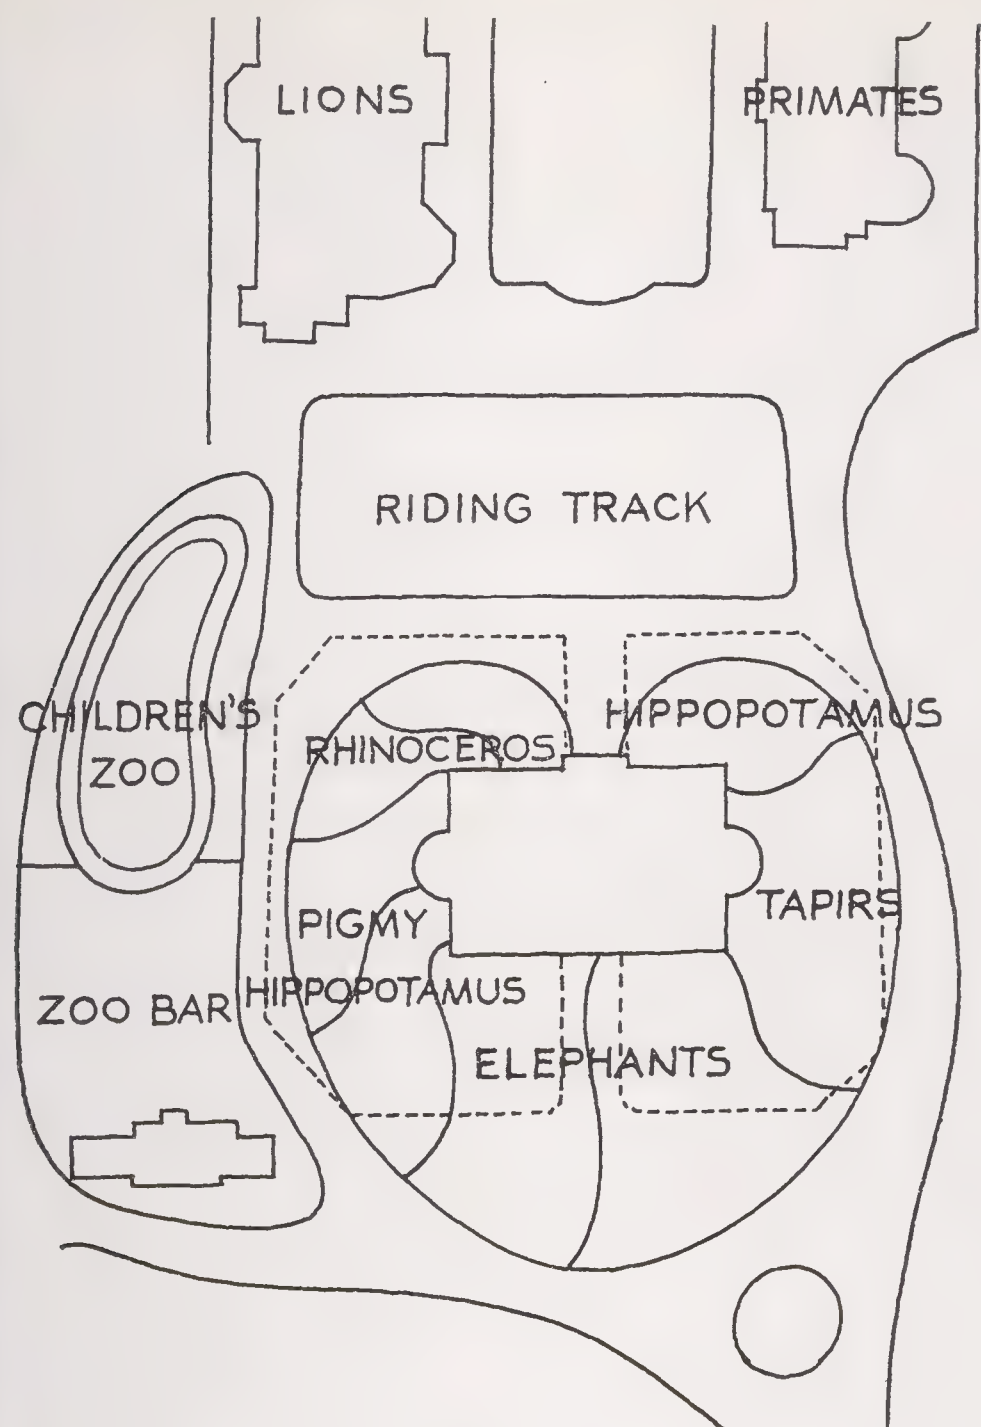 LIONS
PRIMATES
RIDING TRACK
CHILDREN'S
ZOO
RHINOCEROS
HIPPOPOTAMUS
PIGMY
HIPPOPOTAMUS
TAPIRS
ZOO BAR
ELEPHANTS